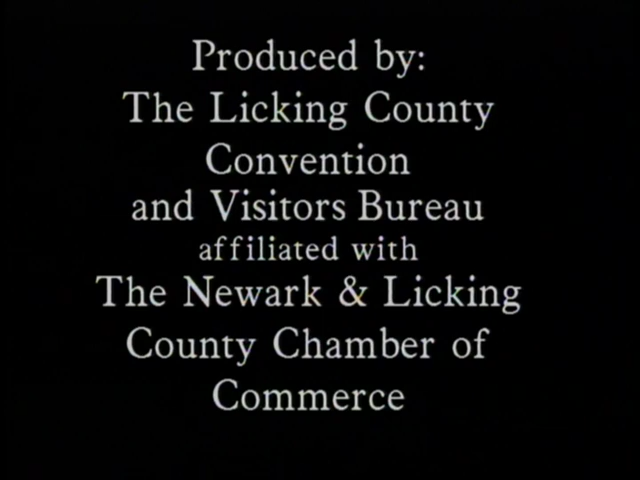 Produced by:
The Licking County
Convention
and Visitors Bureau
affiliated with
The Newark & Licking
County Chamber of
Commerce